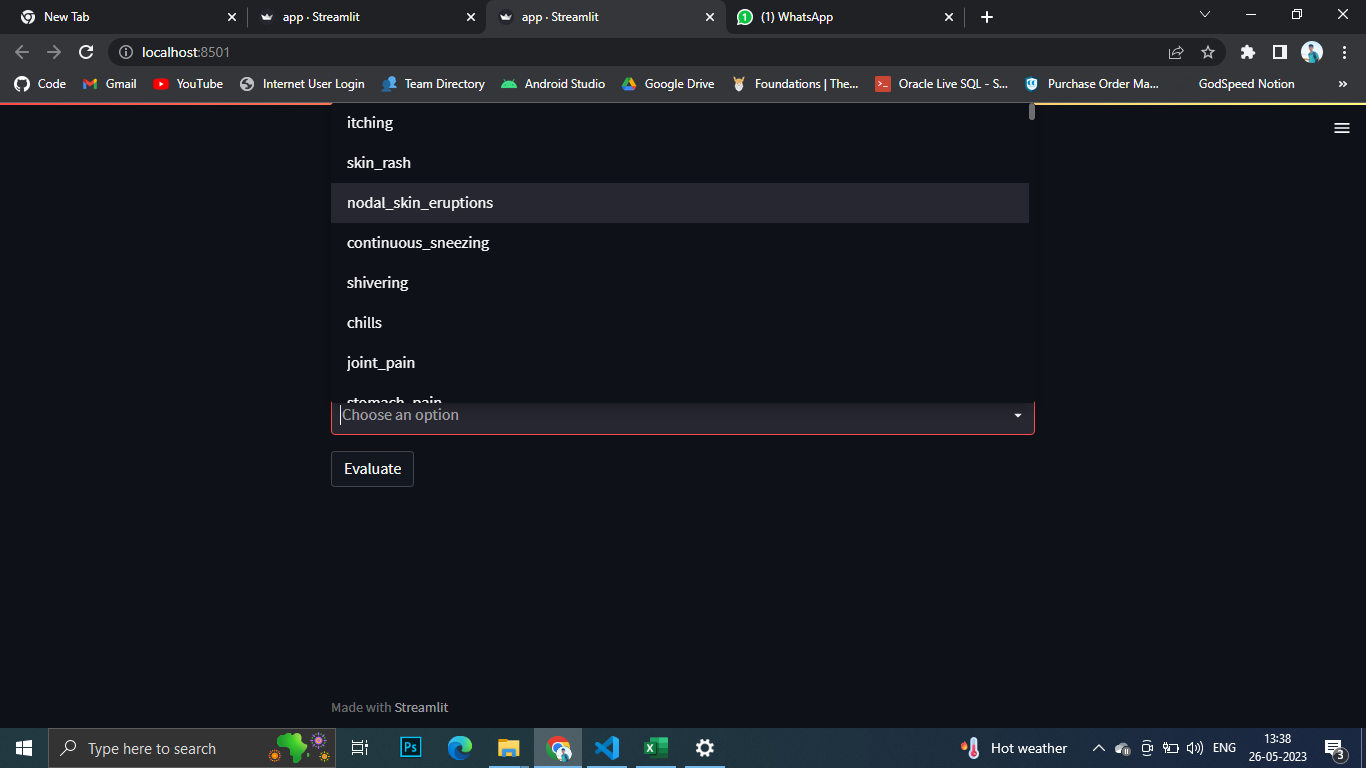 New Tab
app · Streamlit
app · Streamlit
(1) WhatsApp
localhost:8501
Code
Gmail
YouTube
Internet User Login
Team Directory
Android Studio
Google Drive
Foundations | The...
Oracle Live SQL - S...
Purchase Order Ma...
GodSpeed Notion
»
itching
skin_rash
nodal_skin_eruptions
continuous_sneezing
shivering
chills
joint_pain
stomach_pain
Choose an option
Evaluate
Made with Streamlit
Type here to search
Ps
Hot weather
ENG
13:38
26-05-2023
3